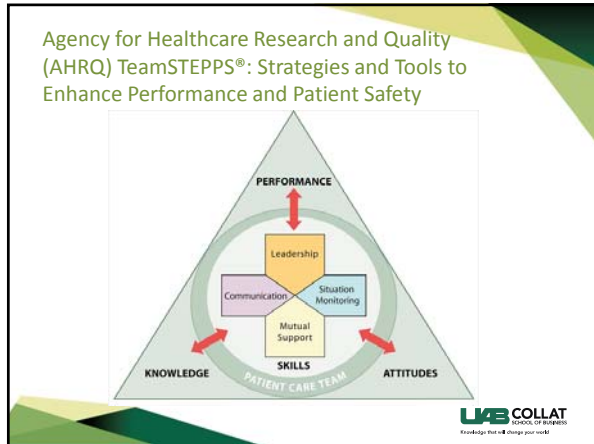 Agency for Healthcare Research and Quality
(AHRQ) TeamSTEPPS®: Strategies and Tools to
Enhance Performance and Patient Safety
PERFORMANCE
Leadership
Communication
Situation
Monitoring
Mutual
Support
SKILLS
KNOWLEDGE
ATTITUDES
PATIENT CARE TEAM
UAB COLLAT
SCHOOL OF BUSINESS
Knowledge that will change your world